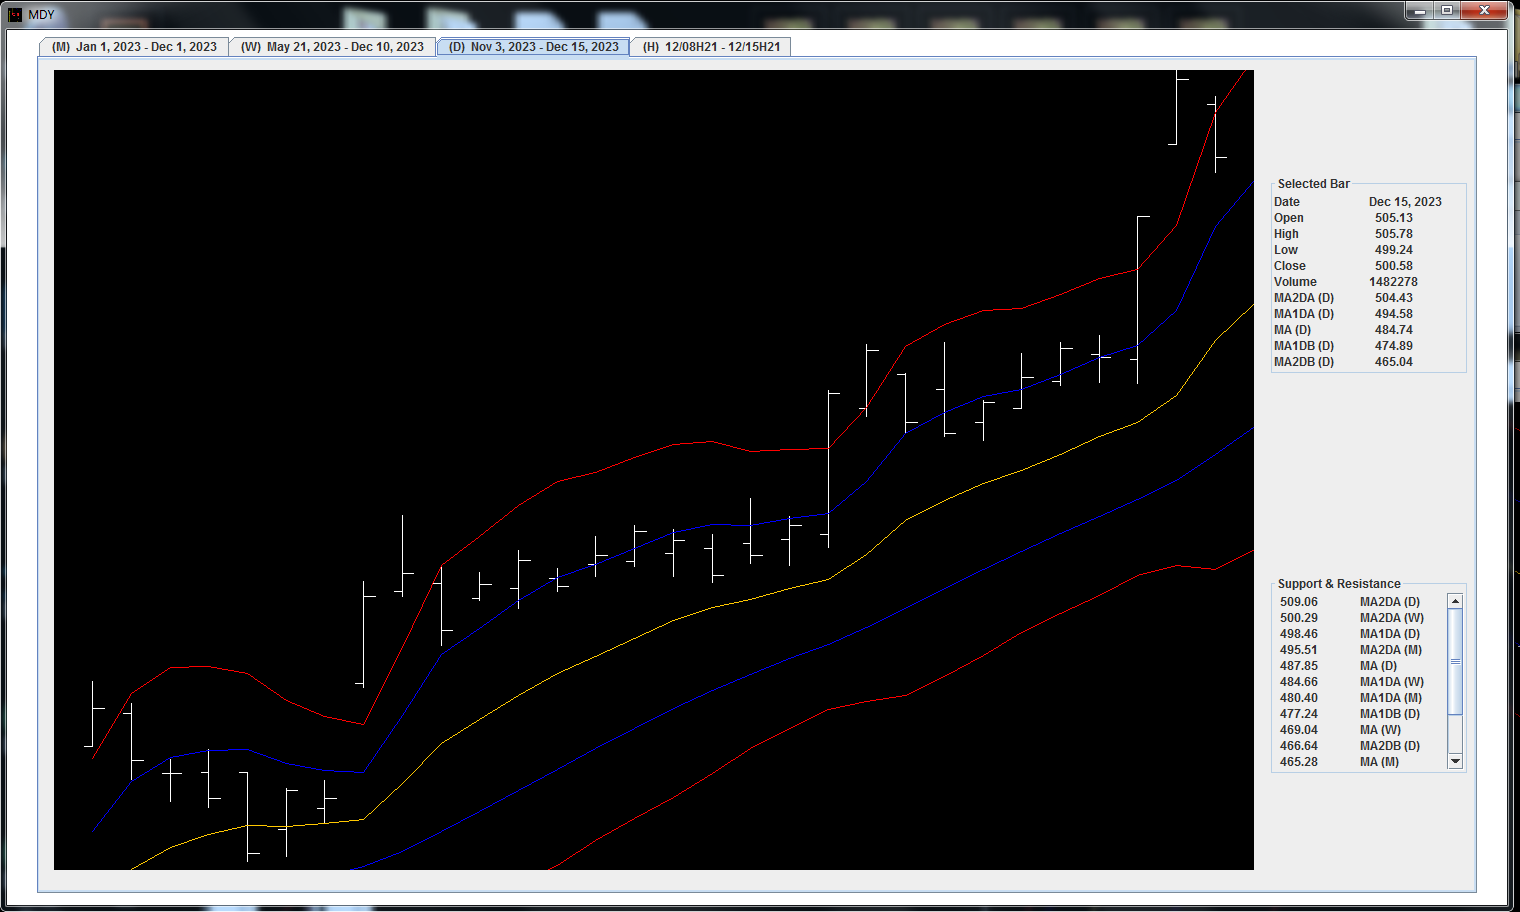 MDY
(M) Jan 1, 2023 - Dec 1, 2023 (W) May 21, 2023 - Dec 10, 2023 (D) Nov 3, 2023 - Dec 15, 2023 (H) 12/08H21 - 12/15H21
Selected Bar
Date Dec 15, 2023
Open 505.13
High 505.78
Low 499.24
Close 500.58
Volume 1482278
MA2DA (D) 504.43
MA1DA (D) 494.58
MA (D) 484.74
MA1DB (D) 474.89
MA2DB (D) 465.04
Support & Resistance
509.06 MA2DA (D)
500.29 MA2DA (W)
498.46 MA1DA (D)
495.51 MA2DA (M)
487.85 MA (D)
484.66 MA1DA (W)
480.40 MA1DA (M)
477.24 MA1DB (D)
469.04 MA (W)
466.64 MA2DB (D)
465.28 MA (M)